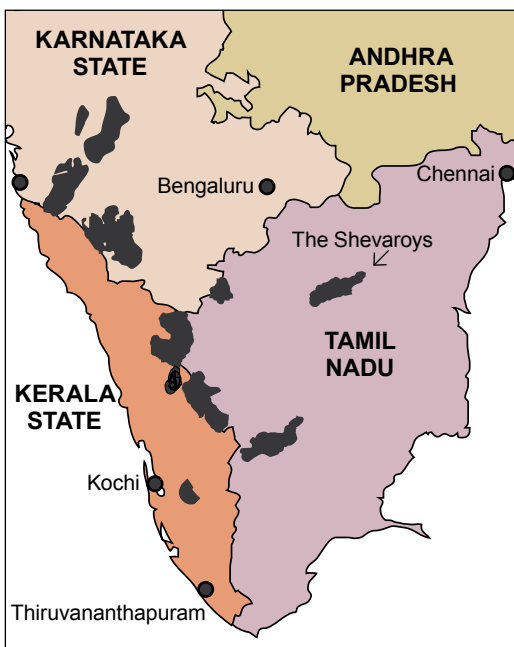 KARNATAKA
STATE
ANDHRA
PRADESH
Bengaluru
Chennai
The Shevaroys
TAMIL
NADU
KERALA
STATE
Kochi
Thiruvananthapuram